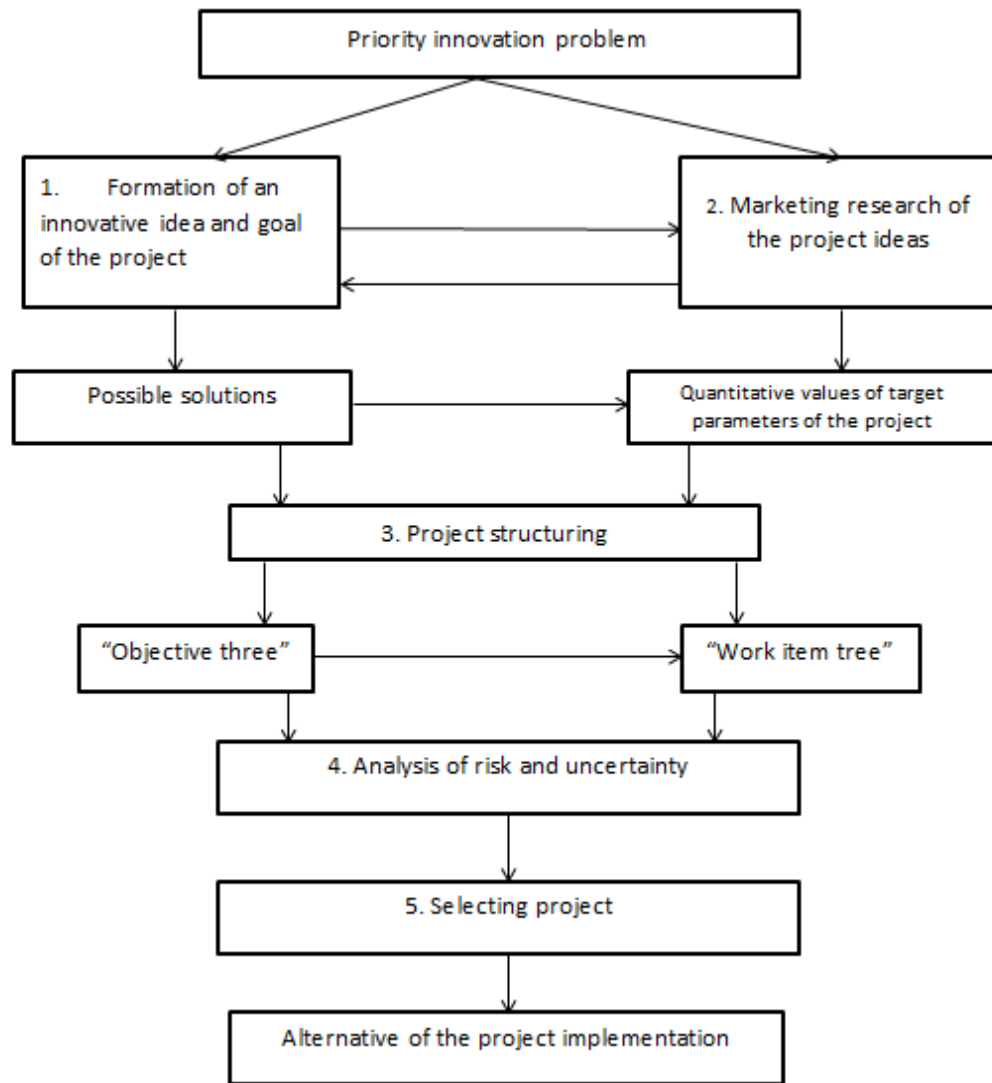 Priority innovation problem
1. Formation of an
innovative idea and goal
of the project
2. Marketing research of
the project ideas
Possible solutions
Quantitative values of target
parameters of the project
3. Project structuring
“Objective three”
“Work item tree”
4. Analysis of risk and uncertainty
5. Selecting project
Alternative of the project implementation